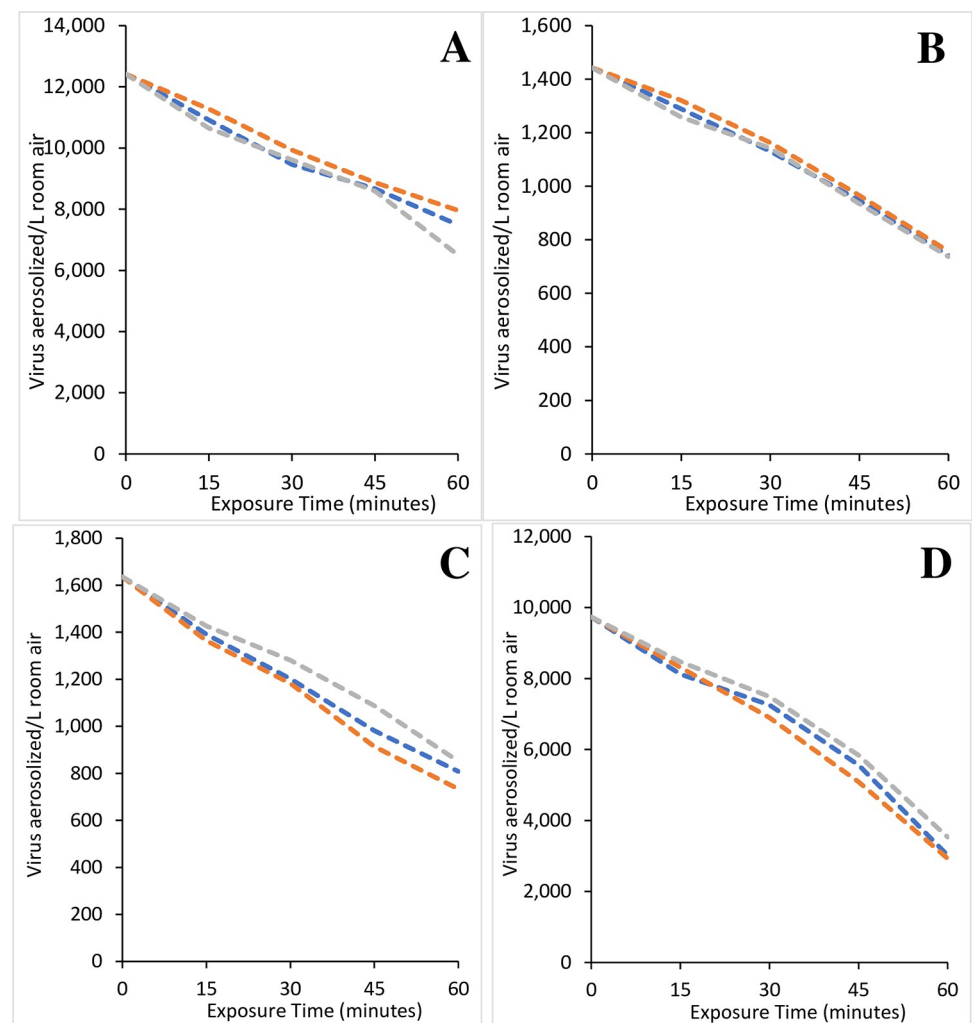 A
Virus aerosolized/L room air
14,000
12,000
10,000
8,000
6,000
4,000
2,000
0
0 15 30 45 60
Exposure Time (minutes)
B
Virus aerosolized/L room air
1,600
1,400
1,200
1,000
800
600
400
200
0
0 15 30 45 60
Exposure Time (minutes)
C
Virus aerosolized/L room air
1,800
1,600
1,400
1,200
1,000
800
600
400
200
0
0 15 30 45 60
Exposure Time (minutes)
D
Virus aerosolized/L room air
12,000
10,000
8,000
6,000
4,000
2,000
0
0 15 30 45 60
Exposure Time (minutes)